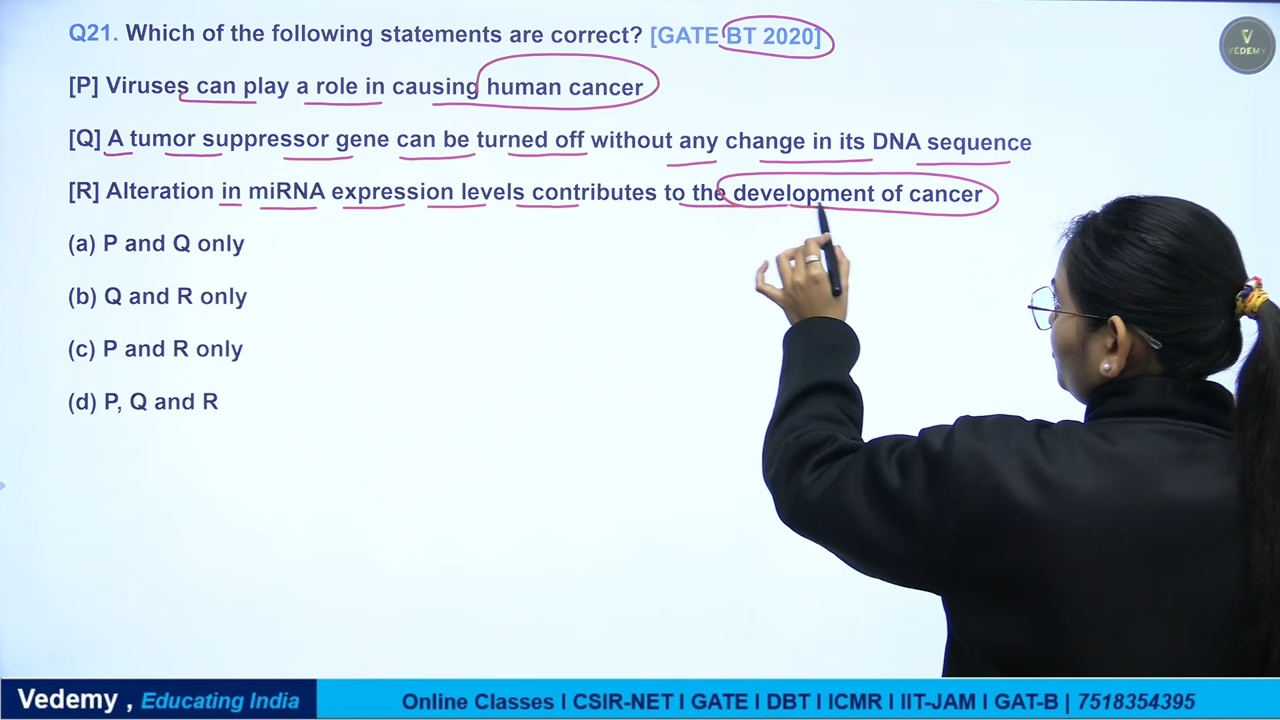 Q21. Which of the following statements are correct? [GATE BT 2020]
[P] Viruses can play a role in causing human cancer
[Q] A tumor suppressor gene can be turned off without any change in its DNA sequence
[R] Alteration in miRNA expression levels contributes to the development of cancer
(a) P and Q only
(b) Q and R only
(c) P and R only
(d) P, Q and R
VEDEMY
Vedemy , Educating India
Online Classes I CSIR-NET I GATE I DBT I ICMR I IIT-JAM I GAT-B | 7518354395